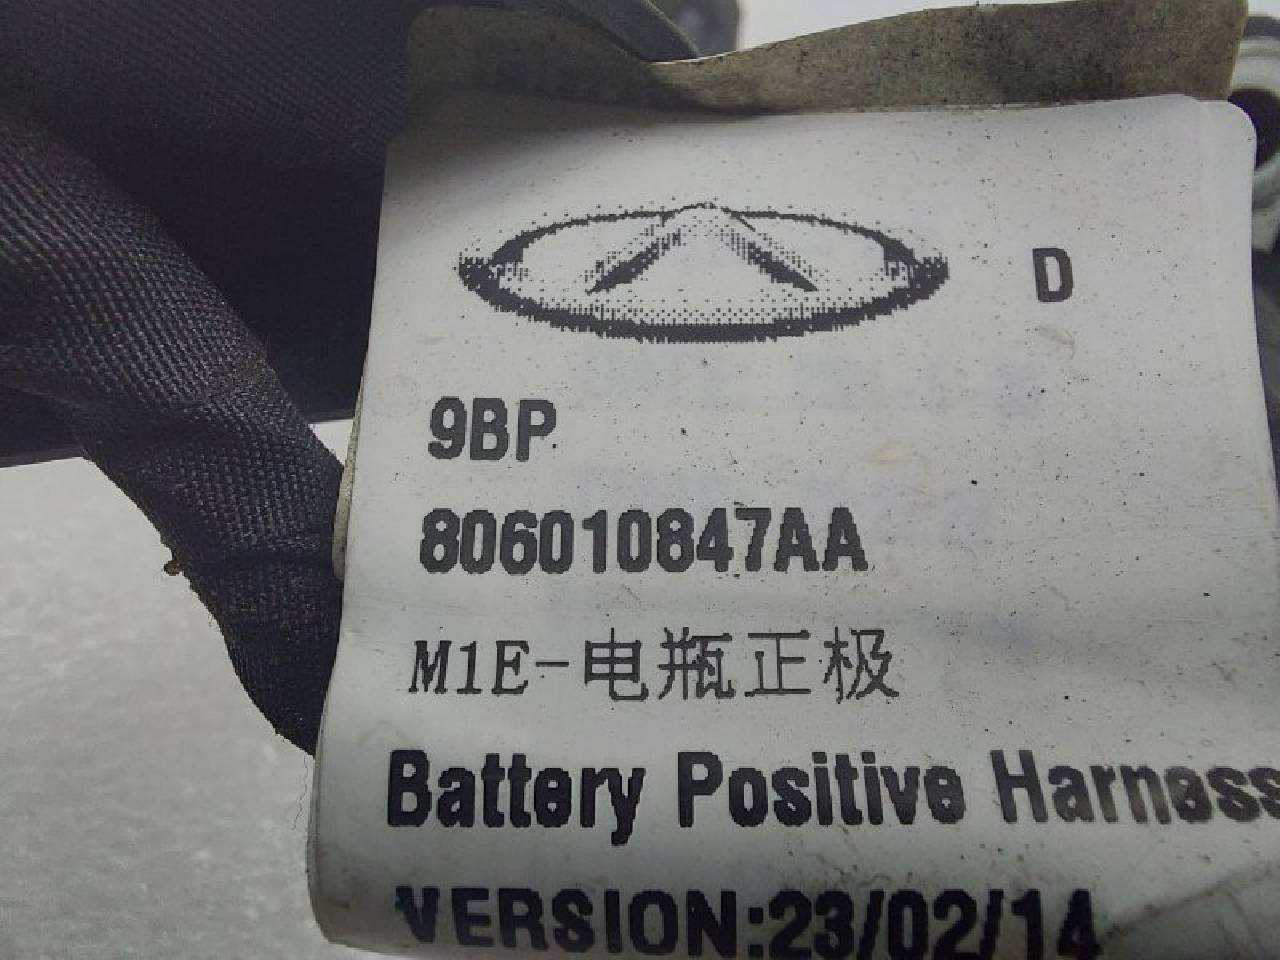 D
9BP
806010847AA
M1E-电瓶正极
Battery Positive Harness
VERSION:23/02/14